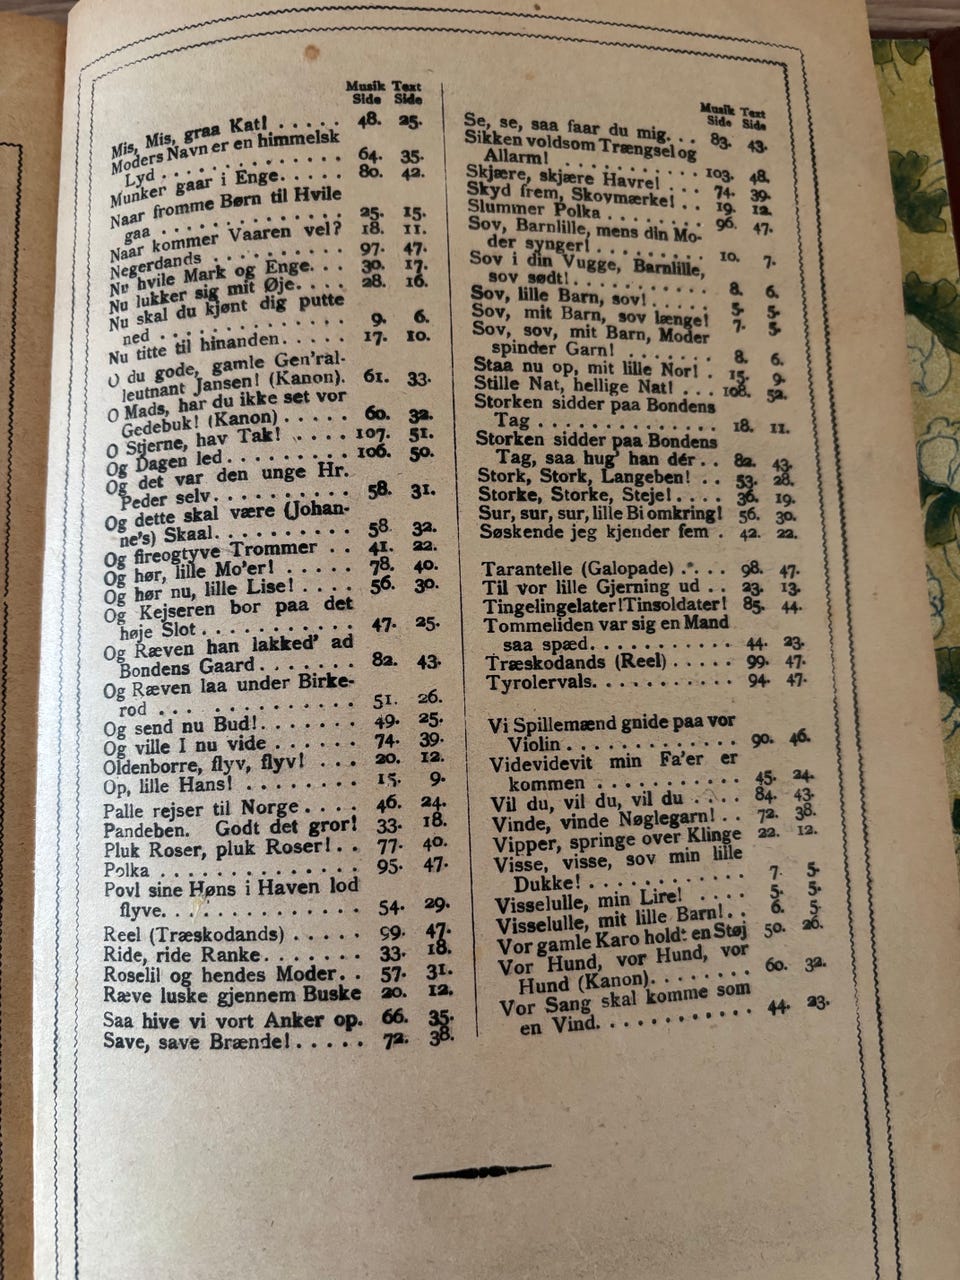 Musik Text
Side Side
Mis, Mis, graa Kat! . . . . . 48. 25.
Moders Navn er en himmelsk
Lyd . . . . . . . . . . . 64. 35.
Munker gaar i Enge. . . . . 80. 42.
Naar fromme Børn til Hvile
gaa . . . . . . . . . . . 25. 15.
Naar kommer Vaaren vel? 18. 11.
Negerdands . . . . . . . . . 97. 47.
Nu hvile Mark og Enge. . . 30. 17.
Nu lukker sig mit Øje. . . . 28. 16.
Nu skal du kjønt dig putte
ned . . . . . . . . . . . 9. 6.
Nu titte til hinanden. . . . . 17. 10.
O du gode, gamle Gen'ral-
leutnant Jansen! (Kanon). 61. 33.
O Mads, har du ikke set vor
Gedebuk! (Kanon) . . . . . 60. 32.
O Stjerne, hav Tak! . . . . . 107. 51.
Og Dagen led. . . . . . . . . 106. 50.
Og det var den unge Hr.
Peder selv. . . . . . . . . . 58. 31.
Og dette skal være (Johan-
ne's) Skaal. . . . . . . . . . 58. 32.
Og fireogtyve Trommer . . 41. 22.
Og hør, lille Mo'er! . . . . . 78. 40.
Og hør nu, lille Lise! . . . . 56. 30.
Og Kejseren bor paa det
høje Slot. . . . . . . . . . . 47. 25.
Og Ræven han lakked' ad
Bondens Gaard . . . . . . . 82. 43.
Og Ræven laa under Birke-
rod . . . . . . . . . . . . 51. 26.
Og send nu Bud!. . . . . . . 49. 25.
Og ville I nu vide . . . . . . 74. 39.
Oldenborre, flyv, flyv! . . . 20. 12.
Op, lille Hans! . . . . . . . . 15. 9.
Palle rejser til Norge . . . . 46. 24.
Pandeben. Godt det gror! 33. 18.
Pluk Roser, pluk Roser! . . 77. 40.
Polka . . . . . . . . . . . . . 95. 47.
Povl sine Høns i Haven lod
flyve. . . . . . . . . . . . . 54. 29.
Reel (Træskodands) . . . . . 99. 47.
Ride, ride Ranke. . . . . . . 33. 18.
Roselil og hendes Moder. . 57. 31.
Ræve luske gjennem Buske 20. 12.
Saa hive vi vort Anker op. 66. 35.
Save, save Brænde! . . . . . 72. 38.
Musik Text
Side Side
Se, se, saa faar du mig. . . 83. 43.
Sikken voldsom Trængsel og
Allarm! . . . . . . . . . . 103. 48.
Skjære, skjære Havre! . . . 74. 39.
Skyd frem, Skovmærke! . . 19. 12.
Slummer Polka . . . . . . . 96. 47.
Sov, Barnlille, mens din Mo-
der synger! . . . . . . . . 10. 7.
Sov i din Vugge, Barnlille,
sov sødt!. . . . . . . . . . 8. 6.
Sov, lille Barn, sov! . . . . . 5. 5.
Sov, mit Barn, sov længe! 7. 5.
Sov, sov, mit Barn, Moder
spinder Garn! . . . . . . . 8. 6.
Staa nu op, mit lille Nor! . 15. 9.
Stille Nat, hellige Nat! . . . 108. 52.
Storken sidder paa Bondens
Tag . . . . . . . . . . . . . 18. 11.
Storken sidder paa Bondens
Tag, saa hug' han dér. . 82. 43.
Stork, Stork, Langeben! . . 53. 28.
Storke, Storke, Steje! . . . . 36. 19.
Sur, sur, sur, lille Bi omkring! 56. 30.
Søskende jeg kjender fem . 42. 22.
Tarantelle (Galopade) . . . . 98. 47.
Til vor lille Gjerning ud . . 23. 13.
Tingelingelater! Tinsoldater! 85. 44.
Tommeliden var sig en Mand
saa spæd. . . . . . . . . . . 44. 23.
Træskodands (Reel) . . . . . 99. 47.
Tyrolervals. . . . . . . . . . 94. 47.
Vi Spillemænd gnide paa vor
Violin . . . . . . . . . . . . 90. 46.
Videvidevit min Fa'er er
kommen . . . . . . . . . . 45. 24.
Vil du, vil du, vil du . . . . 84. 43.
Vinde, vinde Nøglegarn! . . 72. 38.
Vipper, springe over Klinge 22. 12.
Visse, visse, sov min lille
Dukke! . . . . . . . . . . . 7. 5.
Visselulle, min Lire! . . . . 5. 5.
Visselulle, mit lille Barn!. . 6. 5.
Vor gamle Karo holdt en Støj 50. 26.
Vor Hund, vor Hund, vor
Hund (Kanon). . . . . . . . 60. 32.
Vor Sang skal komme som
en Vind. . . . . . . . . . . 44. 23.